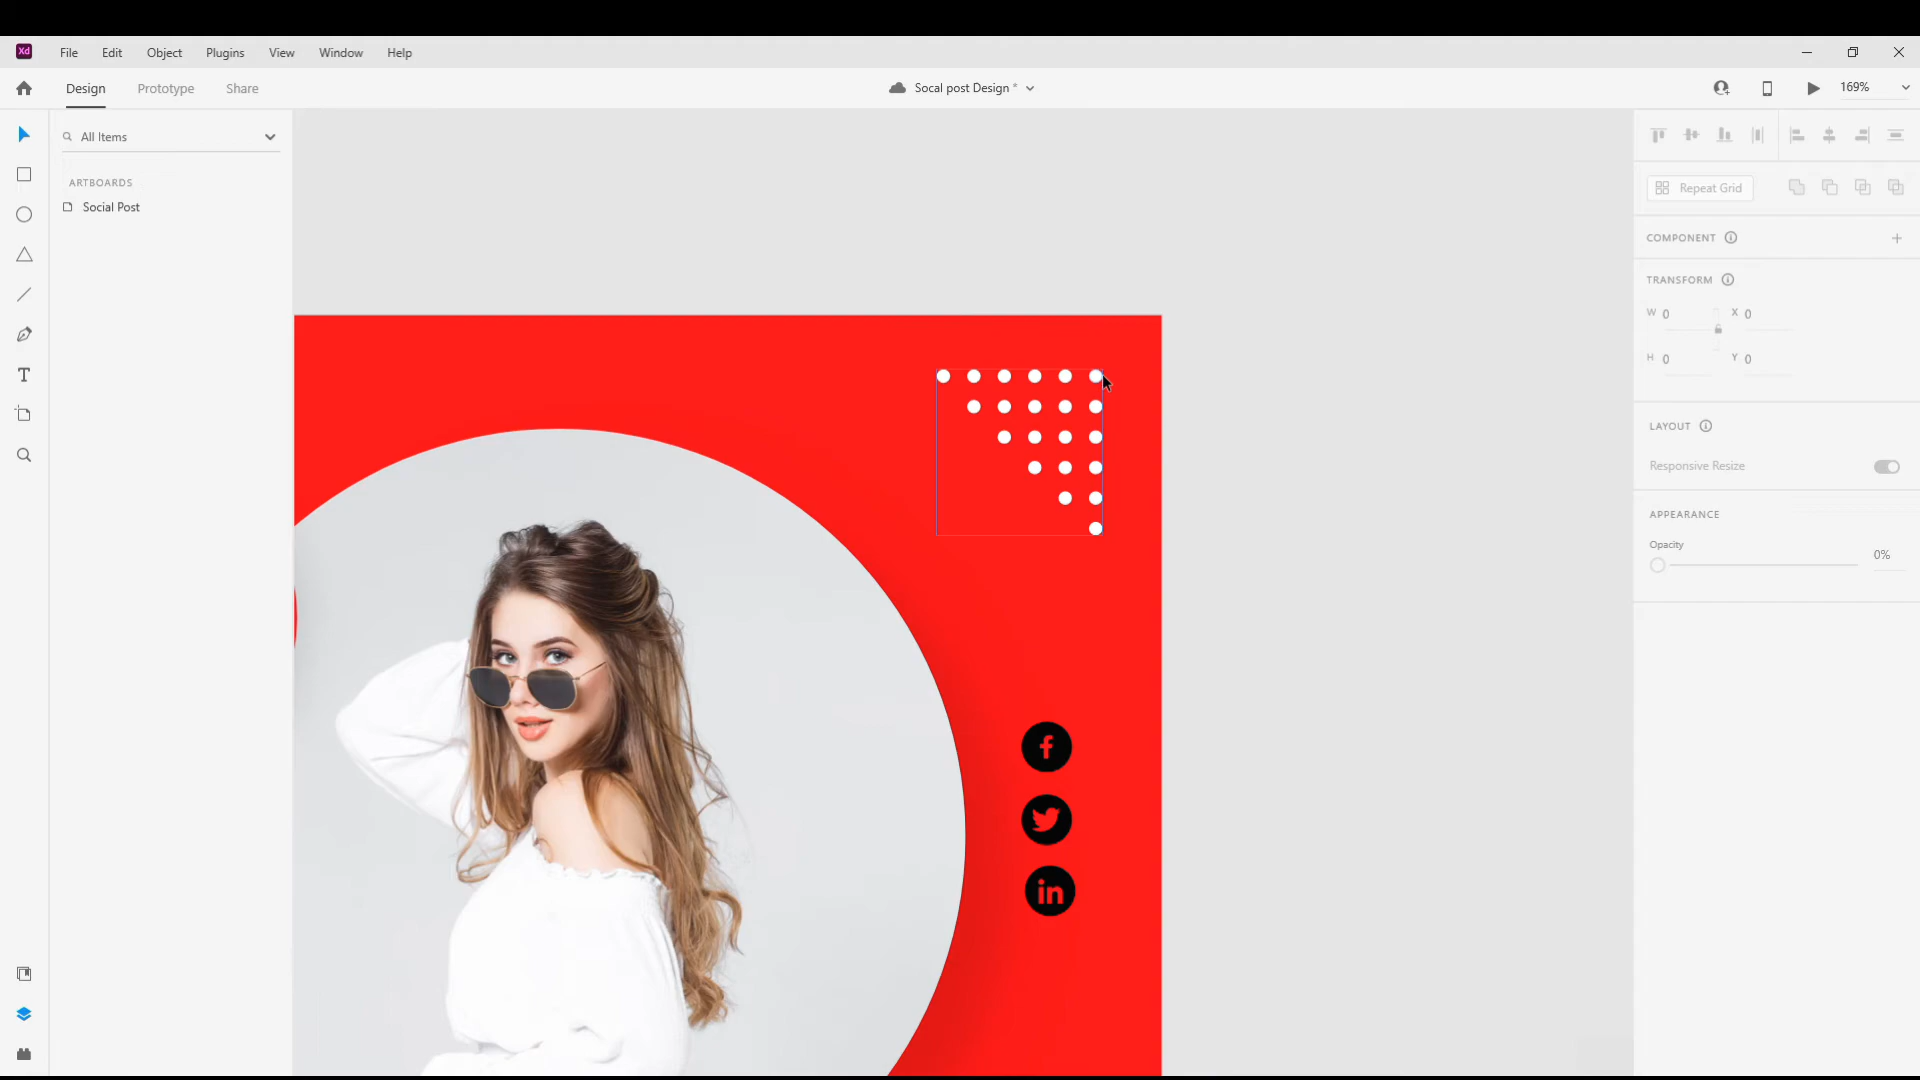 Xd File Edit Object Plugins View Window Help
Design Prototype Share Socal post Design * 169%
All Items
ARTBOARDS
Social Post
Repeat Grid
COMPONENT
TRANSFORM
W 0 X 0
H 0 Y 0
LAYOUT
Responsive Resize
APPEARANCE
Opacity
0%
f
in